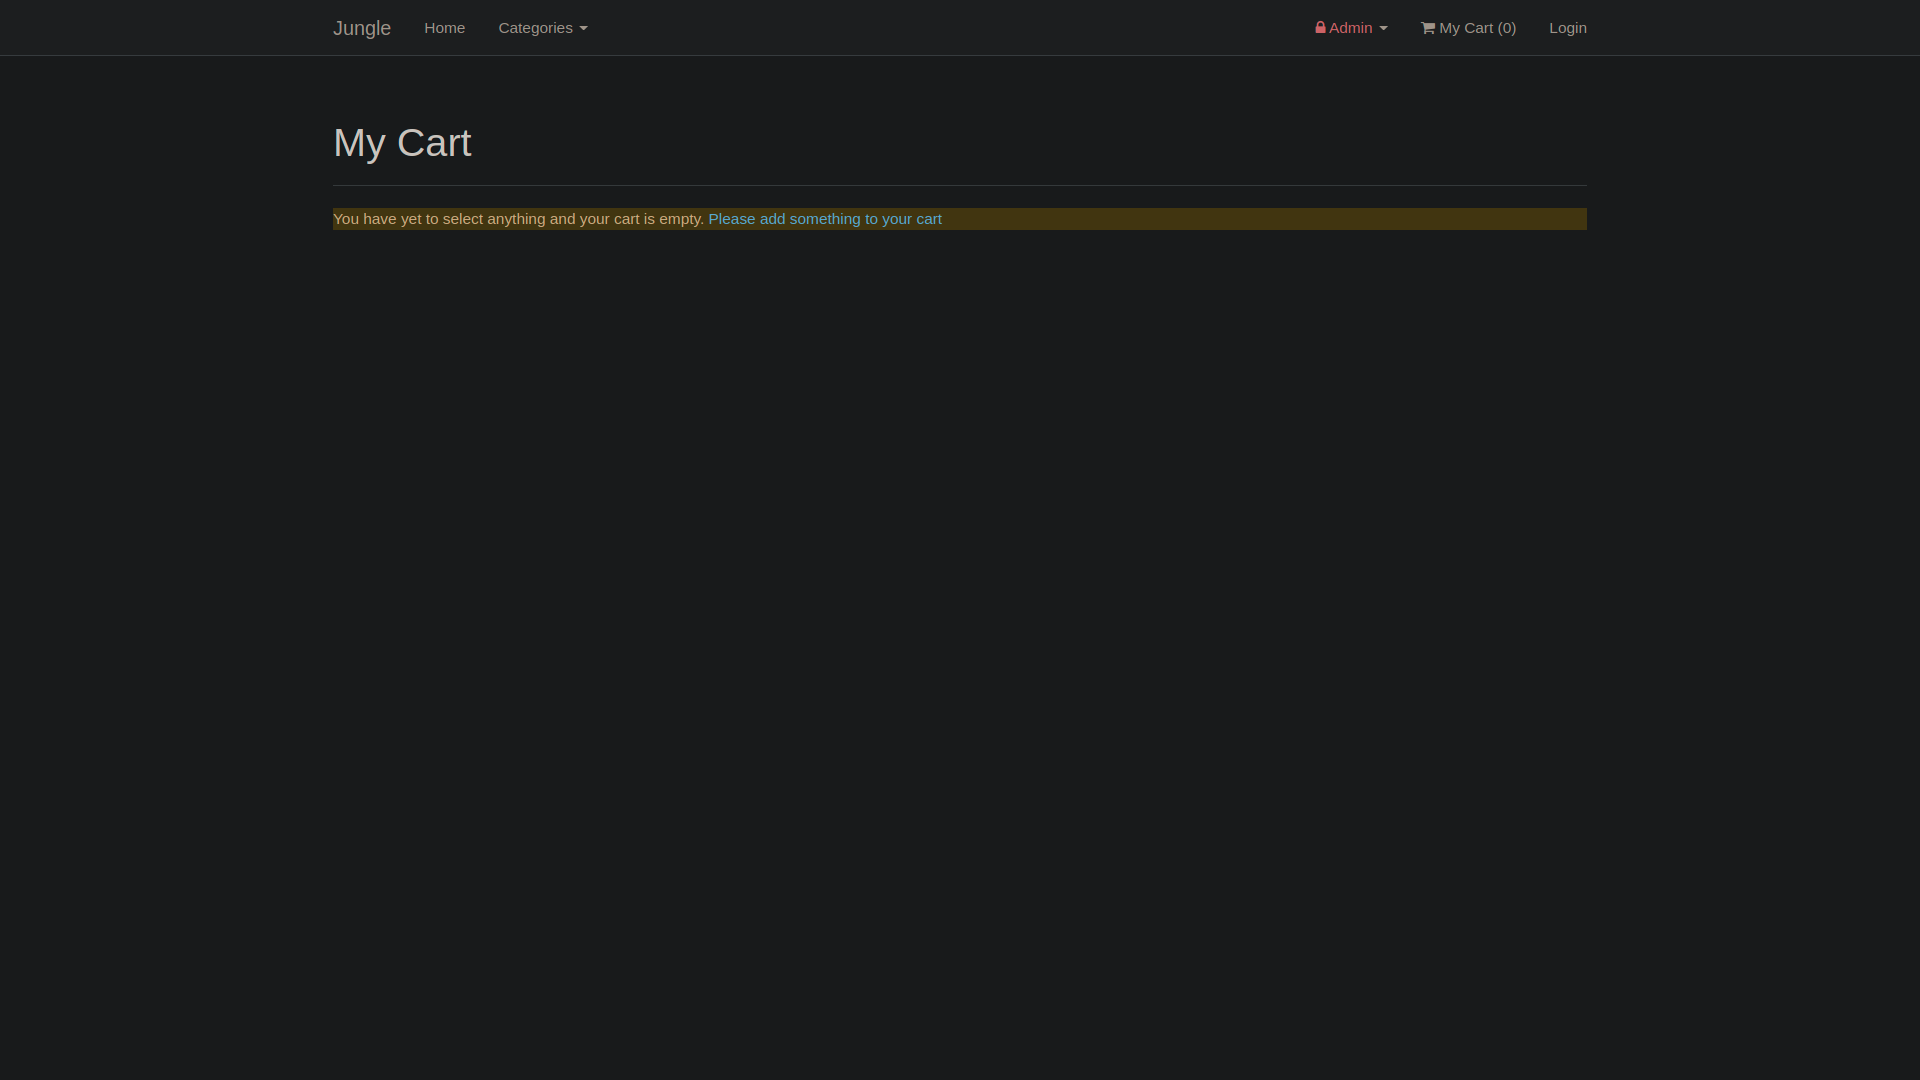 Jungle Home Categories Admin My Cart (0) Login
My Cart
You have yet to select anything and your cart is empty. Please add something to your cart